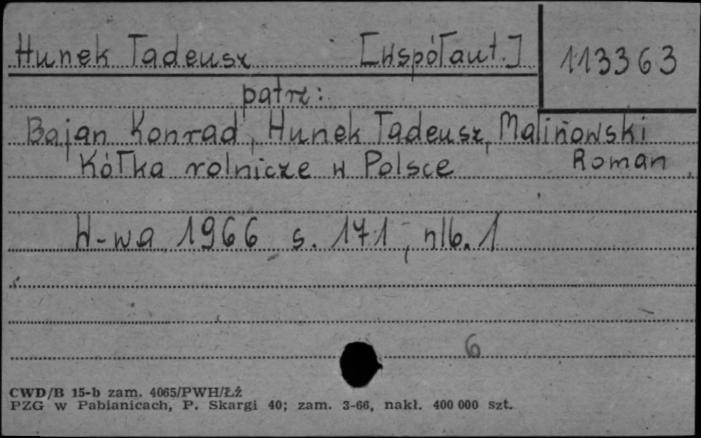 Hunek Tadeusz [współaut.] 113363
patrz:
Bajan Konrad, Hunek Tadeusz, Malinowski
Kółka rolnicze w Polsce Roman
W-wa 1966 s. 171, nlb. 1
6
CWD/B 15-b zam. 4065/PWH/Łź
PZG w Pabianicach, P. Skargi 40; zam. 3-66, nakł. 400 000 szt.